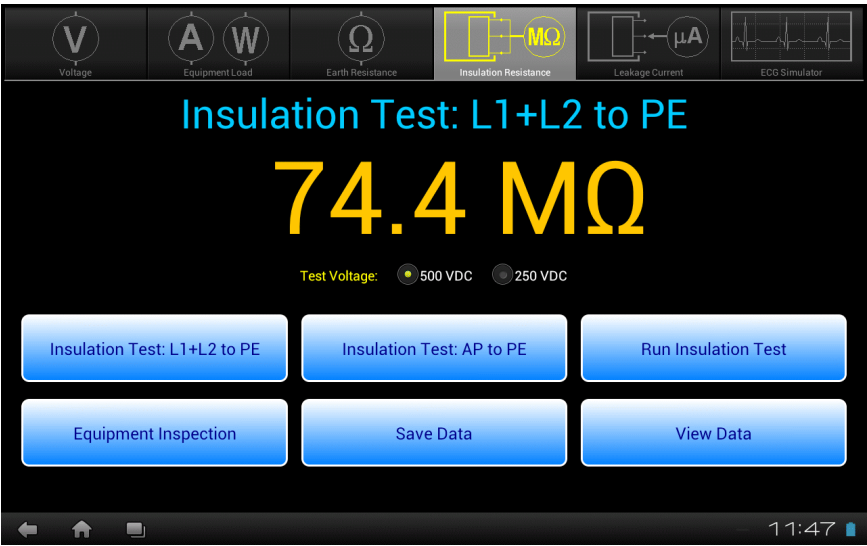 V
A
W
Ω
MΩ
µA
Voltage
Equipment Load
Earth Resistance
Insulation Resistance
Leakage Current
ECG Simulator
Insulation Test: L1+L2 to PE
74.4 MΩ
Test Voltage: 500 VDC 250 VDC
Insulation Test: L1+L2 to PE
Insulation Test: AP to PE
Run Insulation Test
Equipment Inspection
Save Data
View Data
11:47